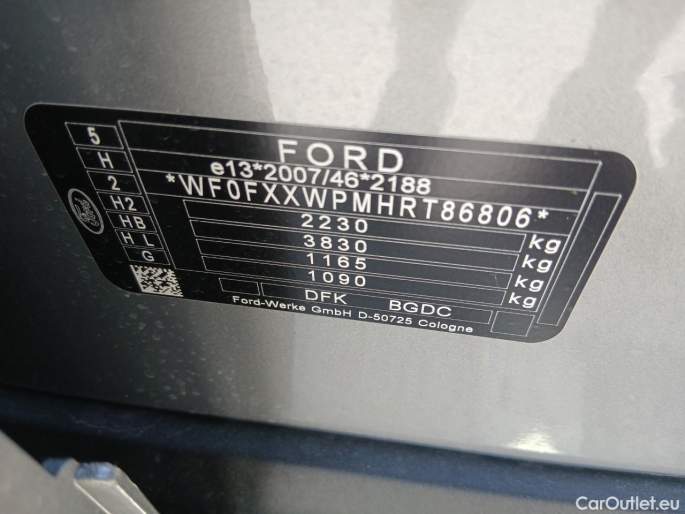 FORD
e13*2007/46*2188
*WF0FXXWPMHRT86806*
2230 kg
3830 kg
1165 kg
1090 kg
DFK BGDC
Ford-Werke GmbH D-50725 Cologne
5
H
2
H2
HB
H L
G
Ford
CarOutlet.eu